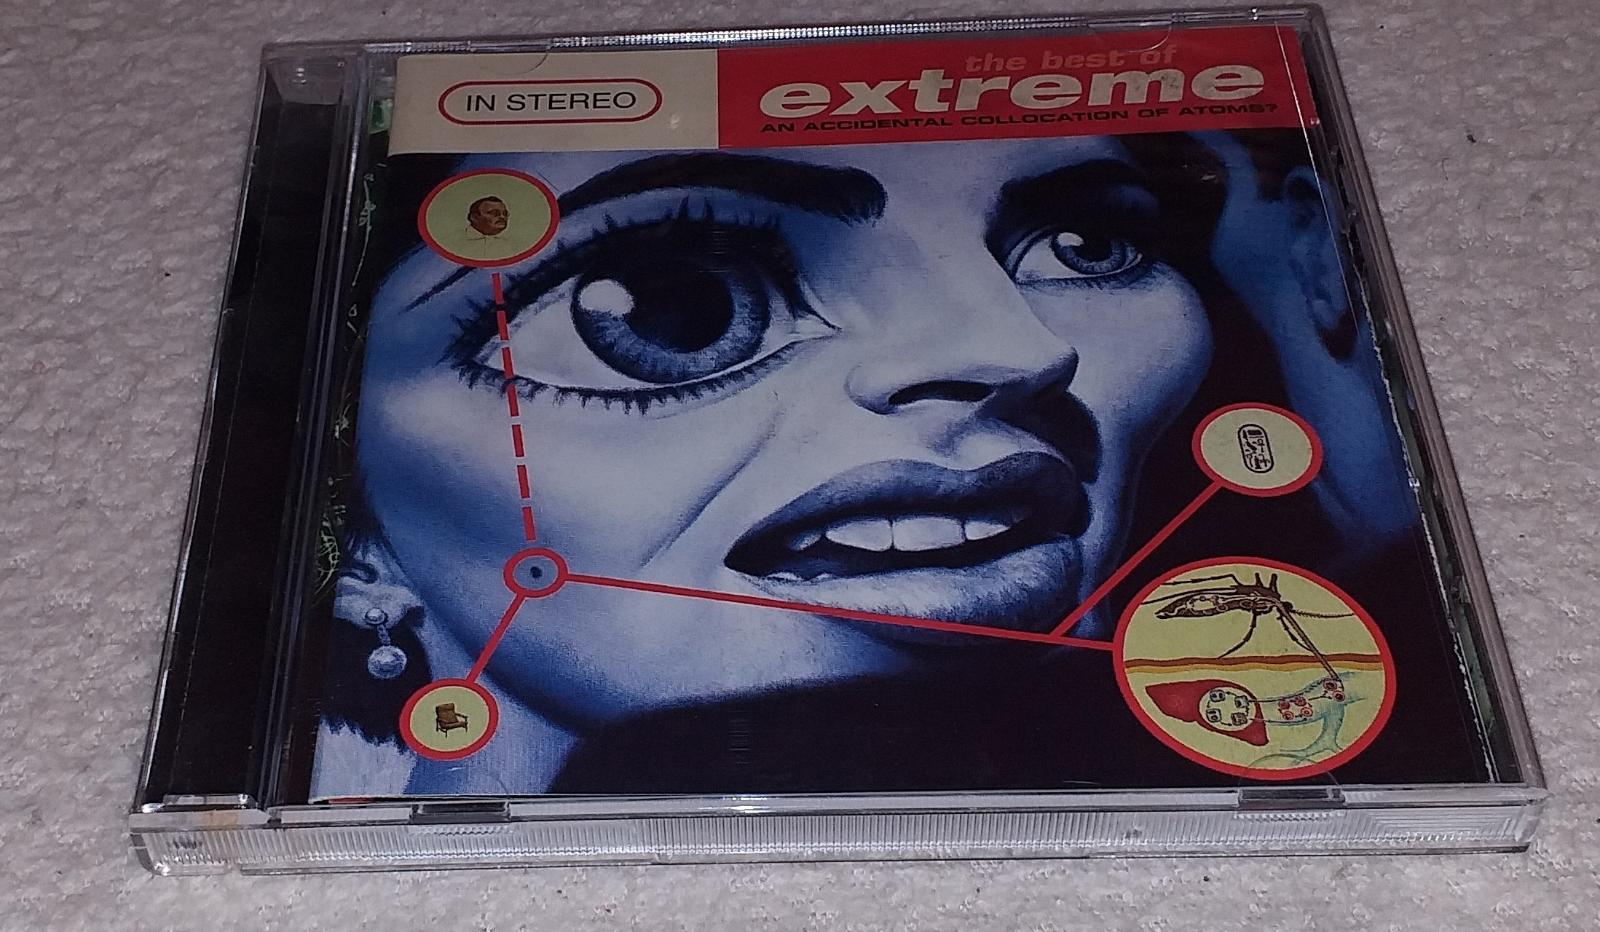 IN STEREO
the best of
extreme
AN ACCIDENTAL COLLOCATION OF ATOMS?